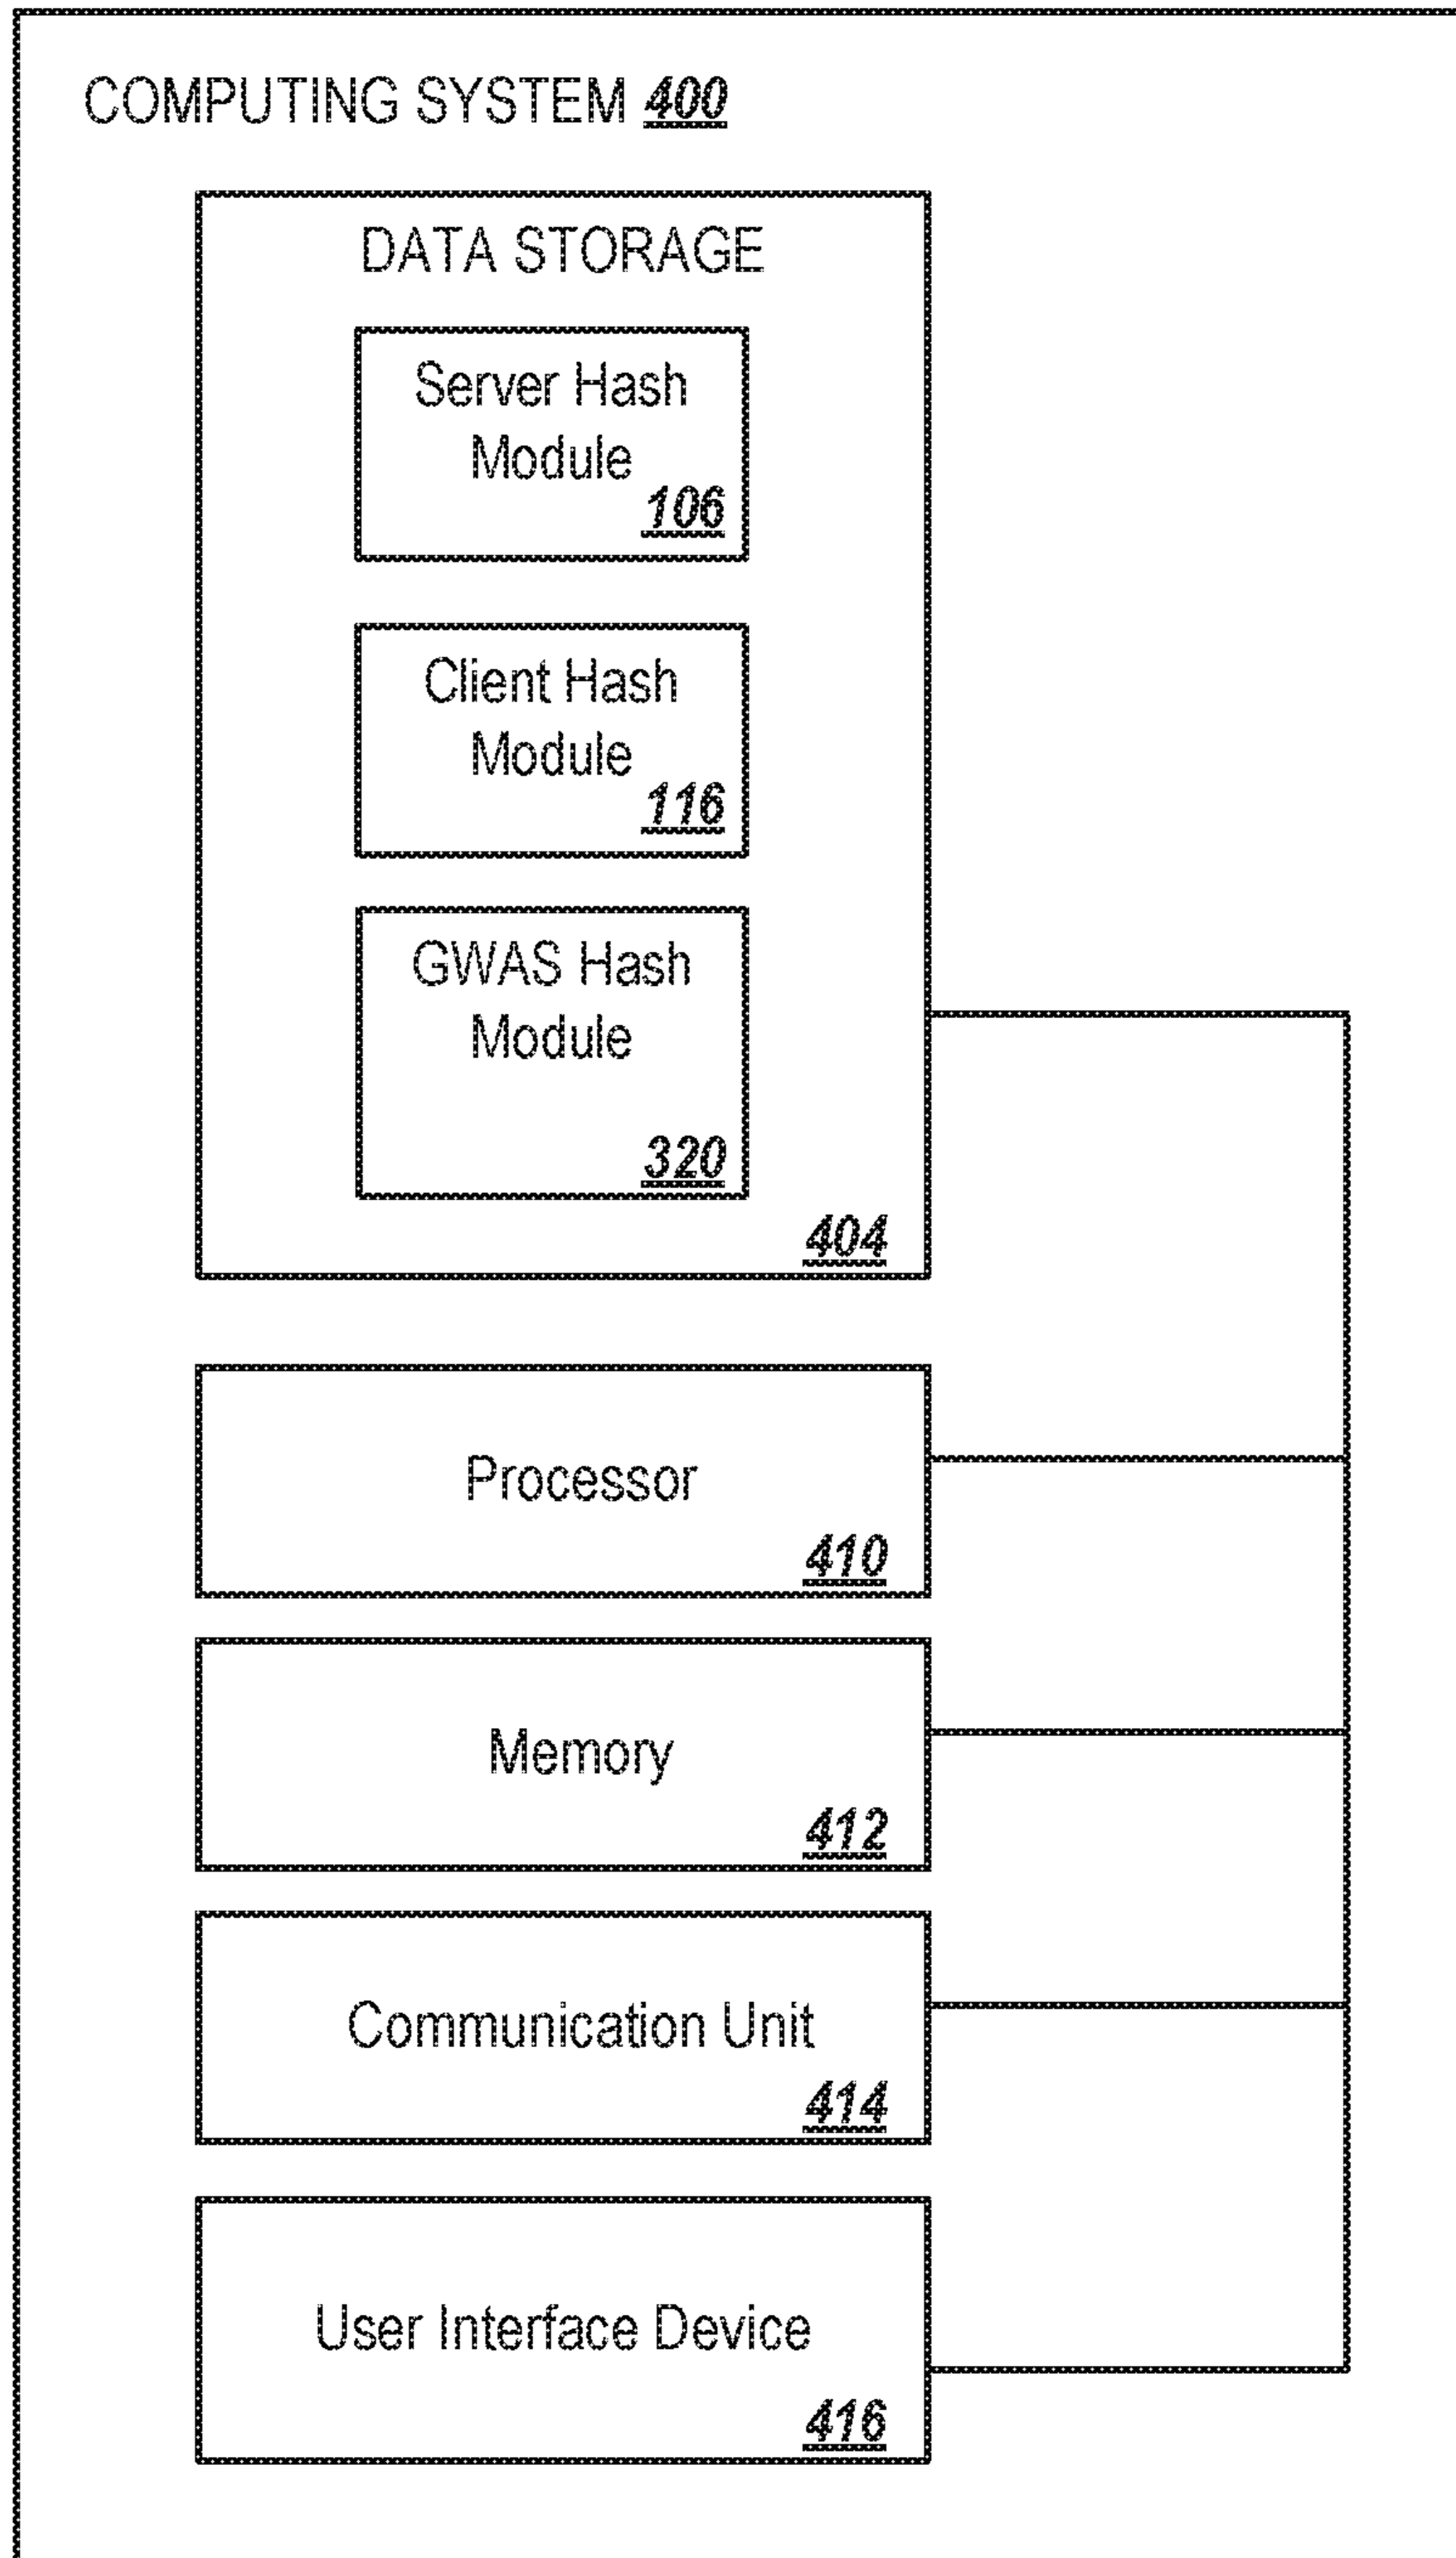 COMPUTING SYSTEM 400
DATA STORAGE
Server Hash
Module
106
Client Hash
Module
116
GWAS Hash
Module
320
404
Processor
410
Memory
412
Communication Unit
414
User Interface Device
416